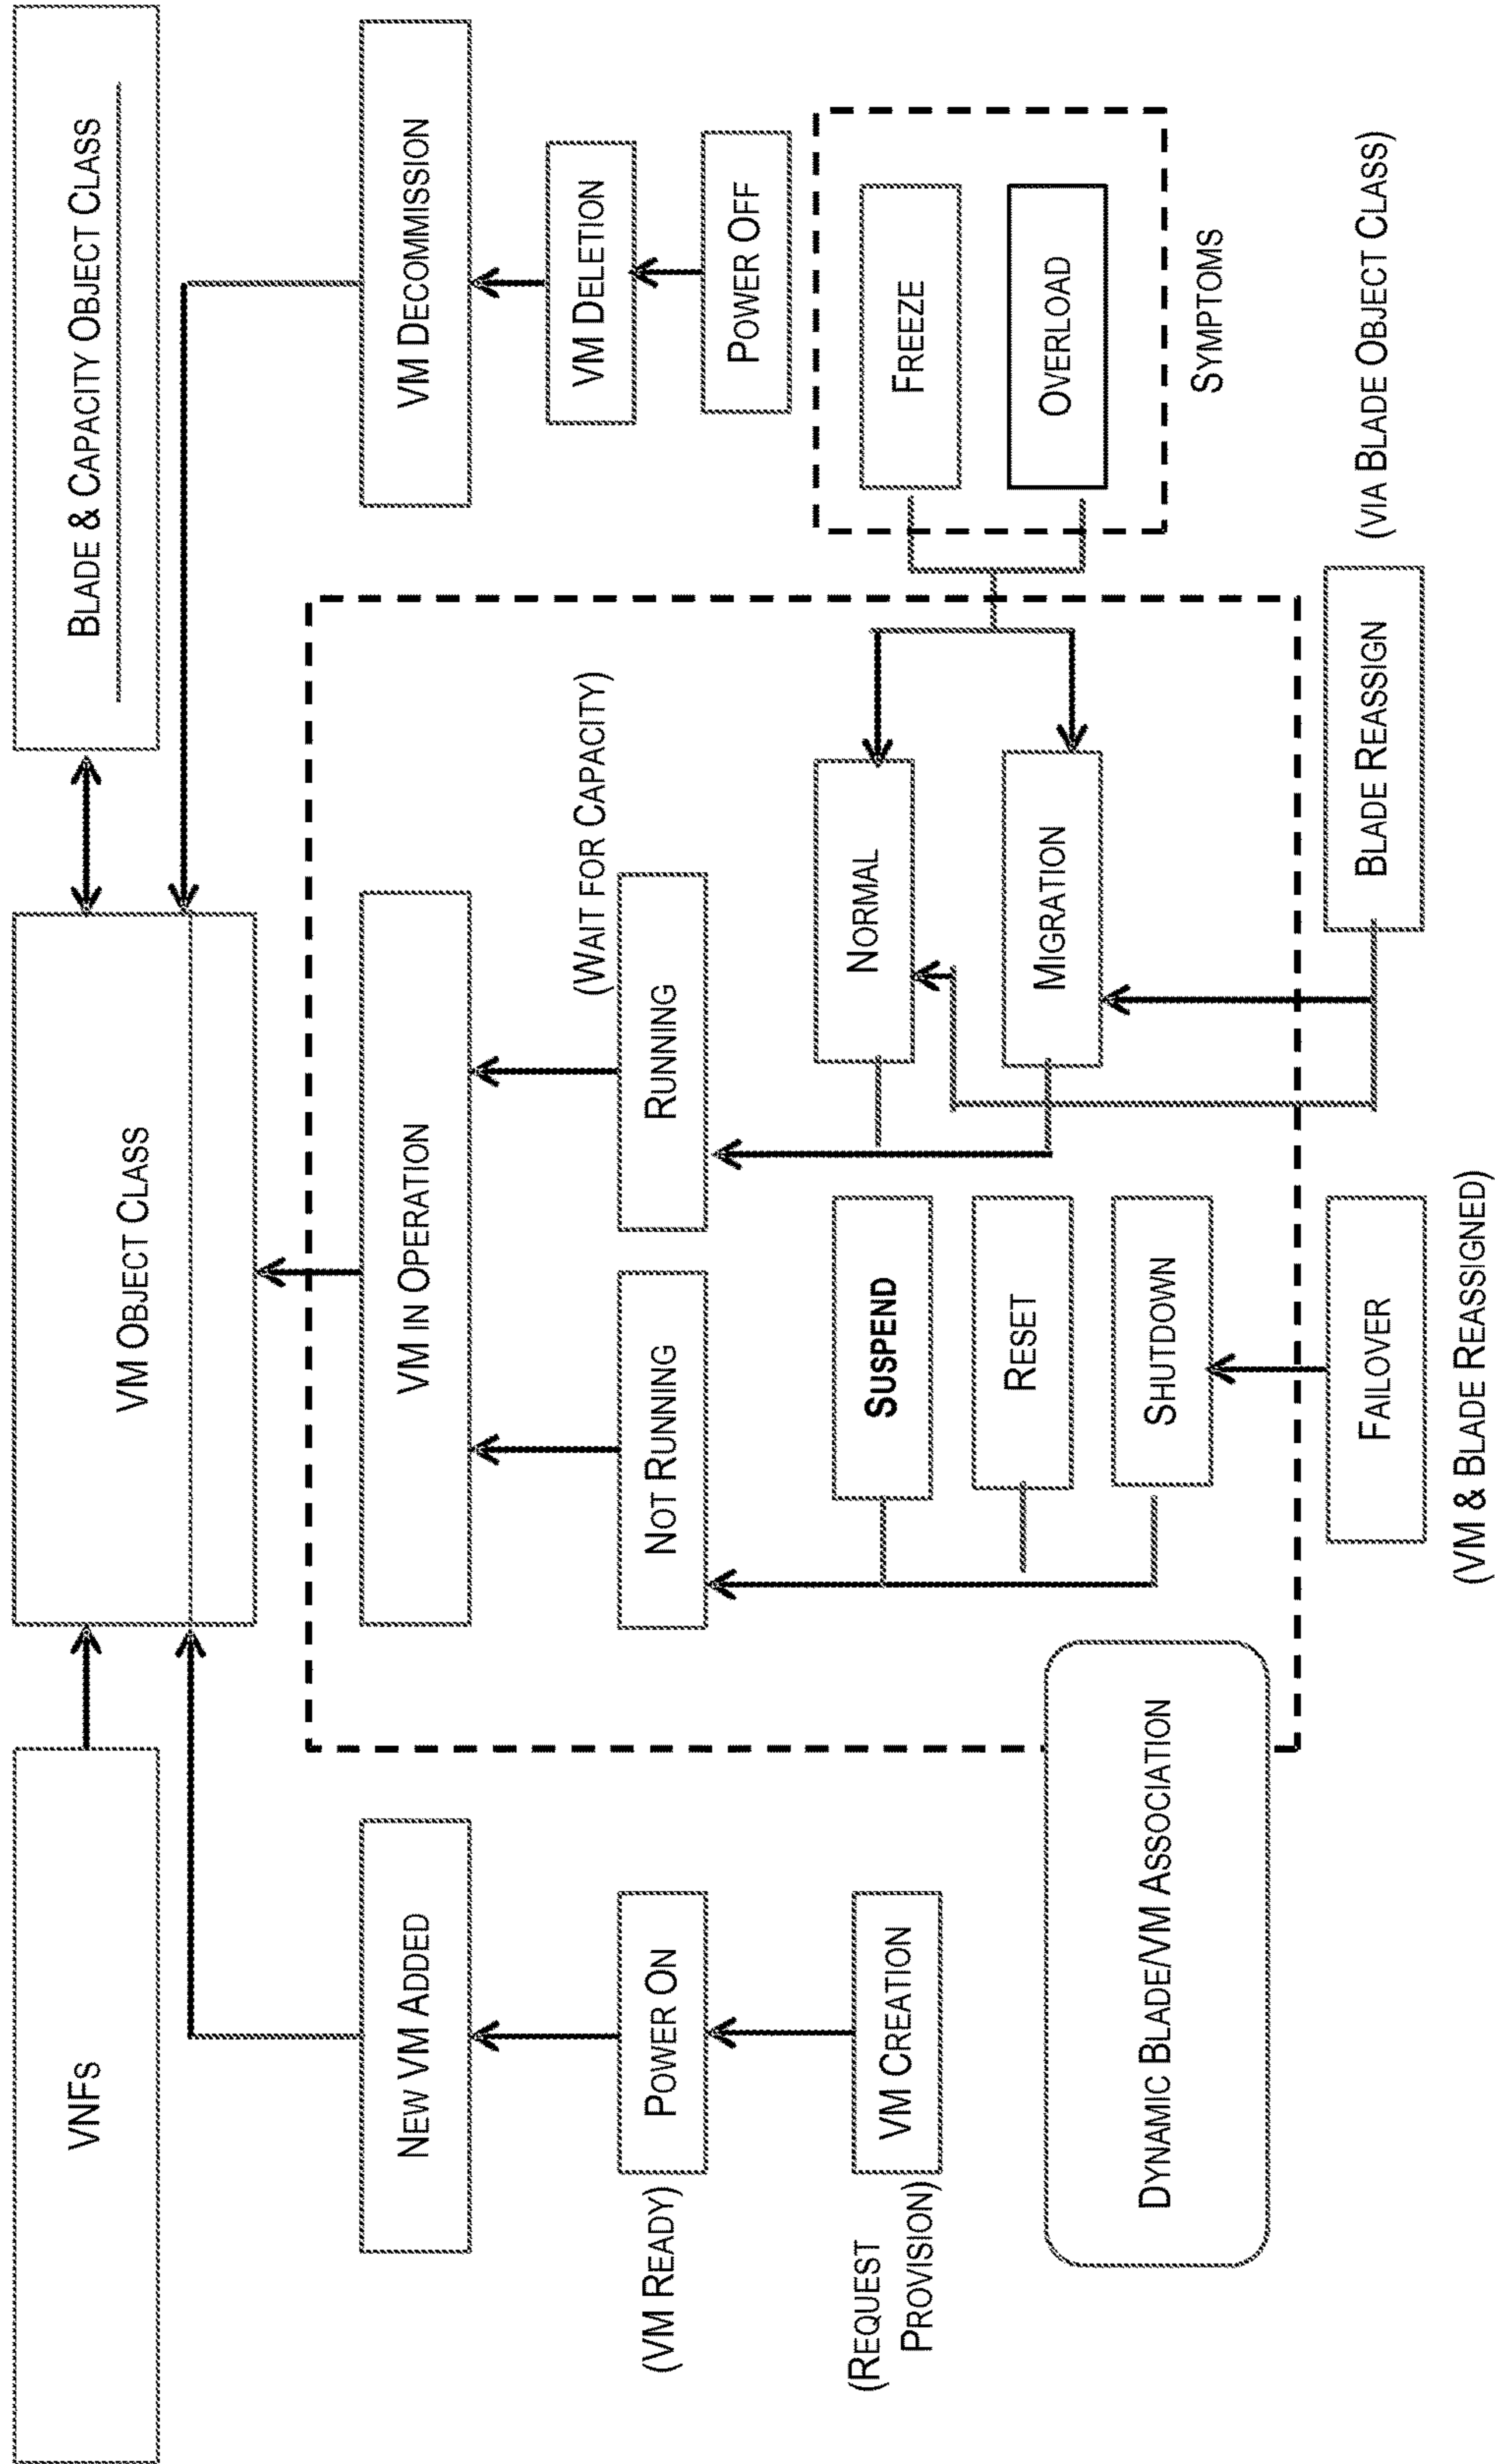 VNFs
VM OBJECT CLASS
BLADE & CAPACITY OBJECT CLASS
NEW VM ADDED
VM IN OPERATION
VM DECOMMISSION
(WAIT FOR CAPACITY)
VM DELETION
(VM READY)
POWER ON
NOT RUNNING
RUNNING
POWER OFF
(REQUEST
PROVISION)
VM CREATION
SUSPEND
NORMAL
FREEZE
RESET
MIGRATION
OVERLOAD
DYNAMIC BLADE/VM ASSOCIATION
SHUTDOWN
SYMPTOMS
FAILOVER
BLADE REASSIGN
(VIA BLADE OBJECT CLASS)
(VM & BLADE REASSIGNED)